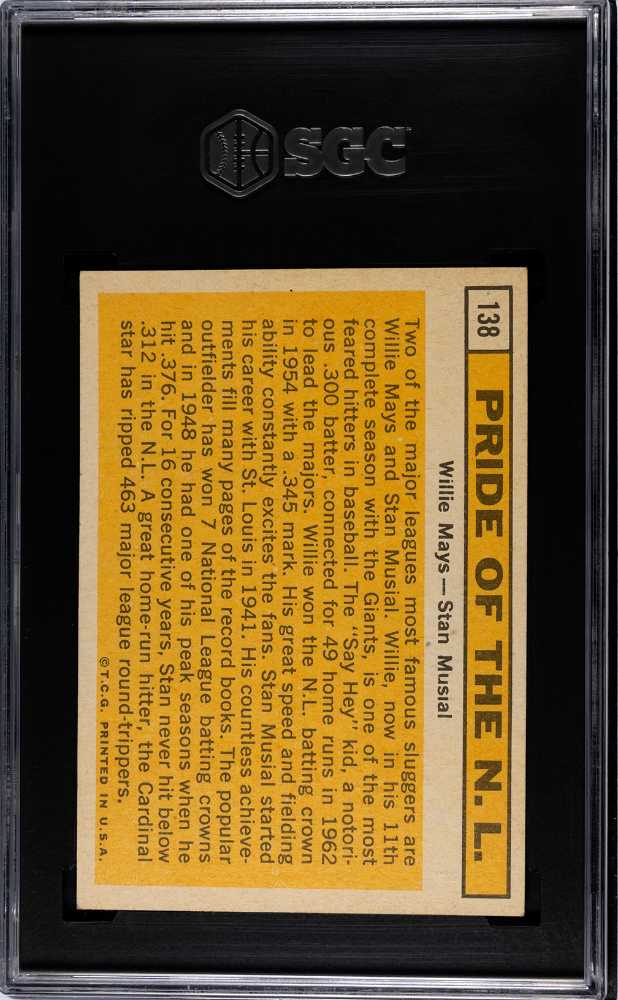 SGC
138
PRIDE OF THE N. L.
Willie Mays — Stan Musial
Two of the major leagues most famous sluggers are
Willie Mays and Stan Musial. Willie, now in his 11th
complete season with the Giants, is one of the most
feared hitters in baseball. The "Say Hey" kid, a notori-
ous .300 batter, connected for 49 home runs in 1962
to lead the majors. Willie won the N.L. batting crown
in 1954 with a .345 mark. His great speed and fielding
ability constantly excites the fans. Stan Musial started
his career with St. Louis in 1941. His countless achieve-
ments fill many pages of the record books. The popular
outfielder has won 7 National League batting crowns
and in 1948 he had one of his peak seasons when he
hit .376. For 16 consecutive years, Stan never hit below
.312 in the N.L. A great home-run hitter, the Cardinal
star has ripped 463 major league round-trippers.
© T.C.G. PRINTED IN U.S.A.